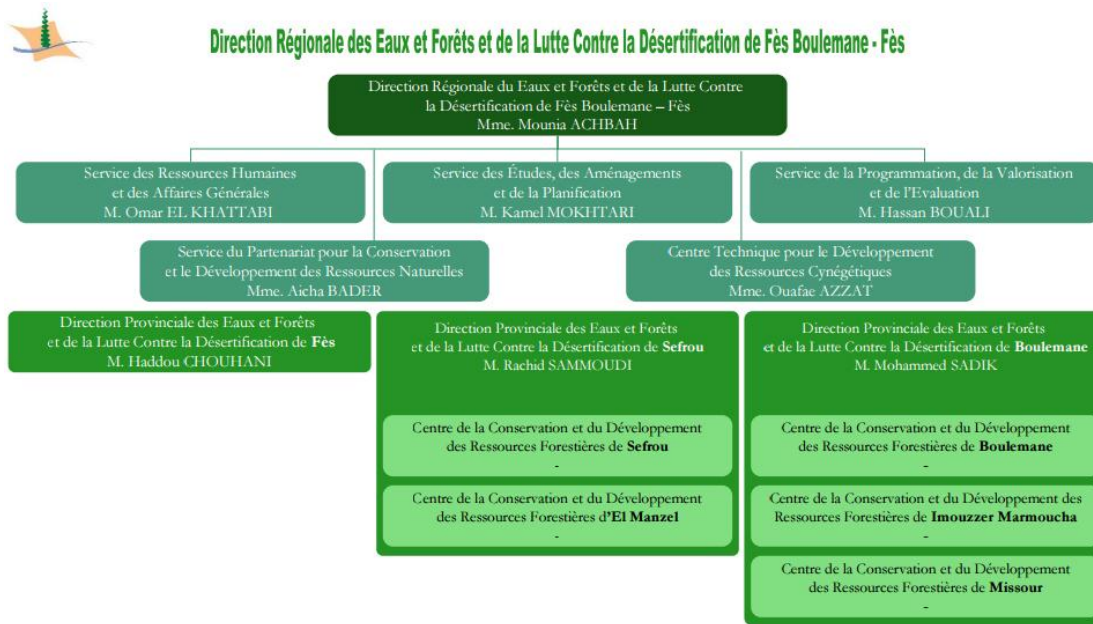 Direction Régionale des Eaux et Forêts et de la Lutte Contre la Désertification de Fès Boulemane - Fès
Direction Régionale du Eaux et Forêts et de la Lutte Contre
la Désertification de Fès Boulemane – Fès
Mme. Mounia ACHBAH
Service des Ressources Humaines
et des Affaires Générales
M. Omar EL KHATTABI
Service des Études, des Aménagements
et de la Planification
M. Kamel MOKHTARI
Service de la Programmation, de la Valorisation
et de l'Evaluation
M. Hassan BOUALI
Service du Partenariat pour la Conservation
et le Développement des Ressources Naturelles
Mme. Aicha BADER
Centre Technique pour le Développement
des Ressources Cynégétiques
Mme. Ouafae AZZAT
Direction Provinciale des Eaux et Forêts
et de la Lutte Contre la Désertification de Fès
M. Haddou CHOUHANI
Direction Provinciale des Eaux et Forêts
et de la Lutte Contre la Désertification de Sefrou
M. Rachid SAMMOUDI
Centre de la Conservation et du Développement
des Ressources Forestières de Sefrou
-
Centre de la Conservation et du Développement
des Ressources Forestières d'El Manzel
-
Direction Provinciale des Eaux et Forêts
et de la Lutte Contre la Désertification de Boulemane
M. Mohammed SADIK
Centre de la Conservation et du Développement
des Ressources Forestières de Boulemane
-
Centre de la Conservation et du Développement des
Ressources Forestières de Imouzzer Marmoucha
-
Centre de la Conservation et du Développement
des Ressources Forestières de Missour
-